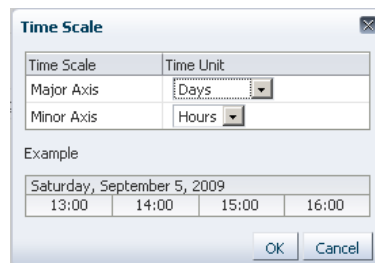 Time Scale
Time Scale Time Unit
Major Axis Days
Minor Axis Hours
Example
Saturday, September 5, 2009
13:00 14:00 15:00 16:00
OK Cancel